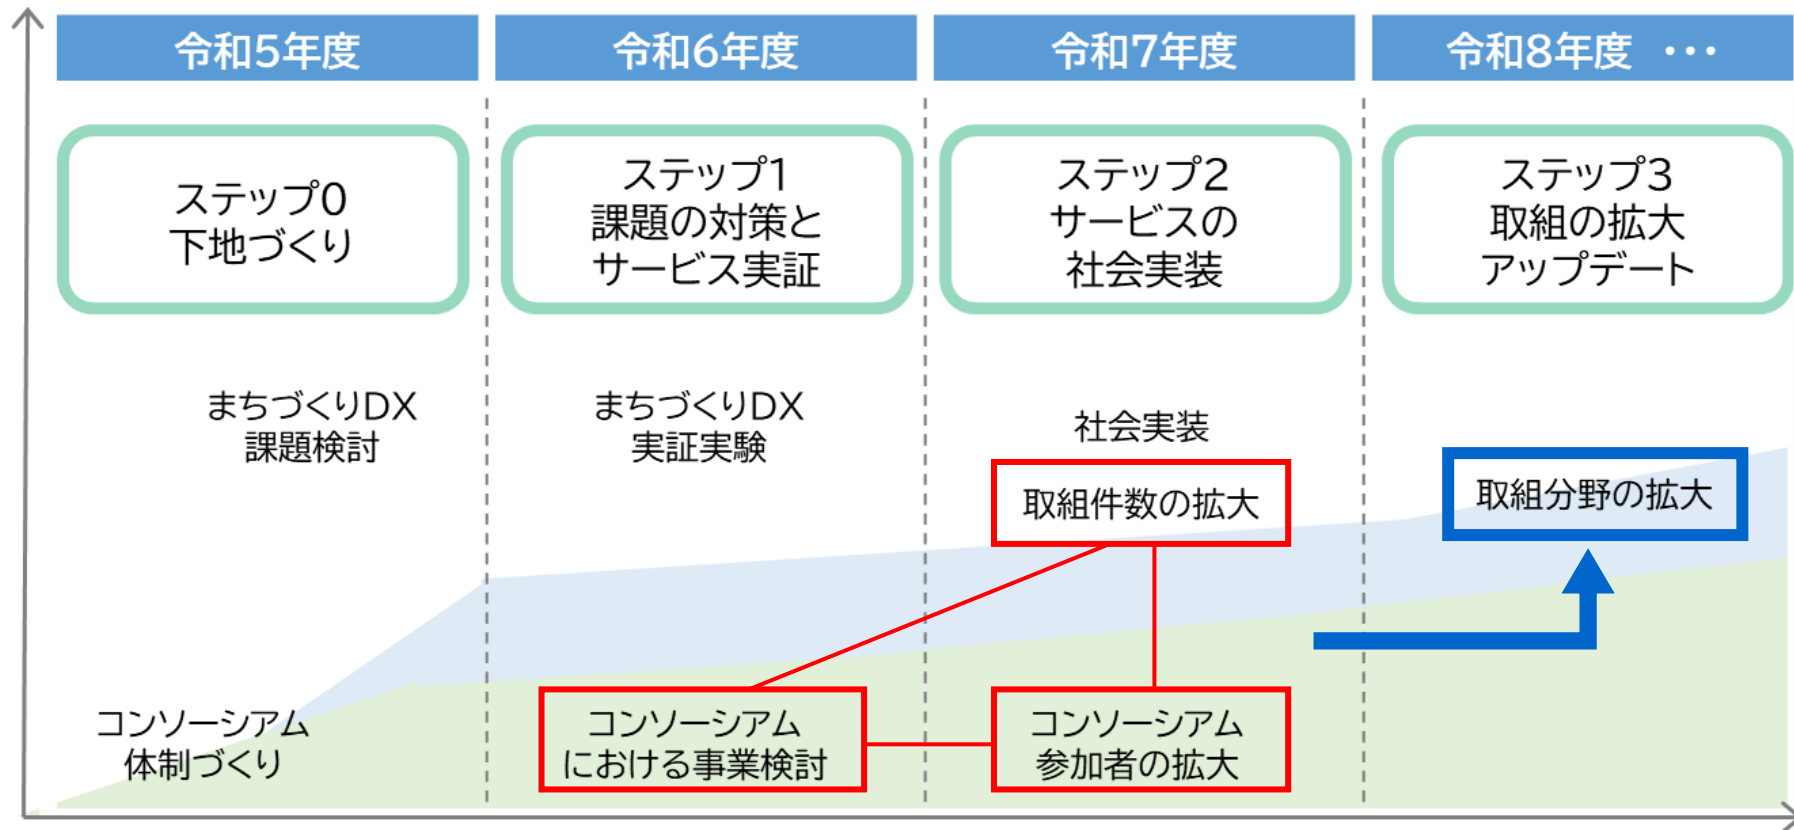 令和5年度
令和6年度
令和7年度
令和8年度 ・・・
ステップ0
下地づくり
ステップ1
課題の対策と
サービス実証
ステップ2
サービスの
社会実装
ステップ3
取組の拡大
アップデート
まちづくりDX
課題検討
まちづくりDX
実証実験
社会実装
取組件数の拡大
取組分野の拡大
コンソーシアム
体制づくり
コンソーシアム
における事業検討
コンソーシアム
参加者の拡大